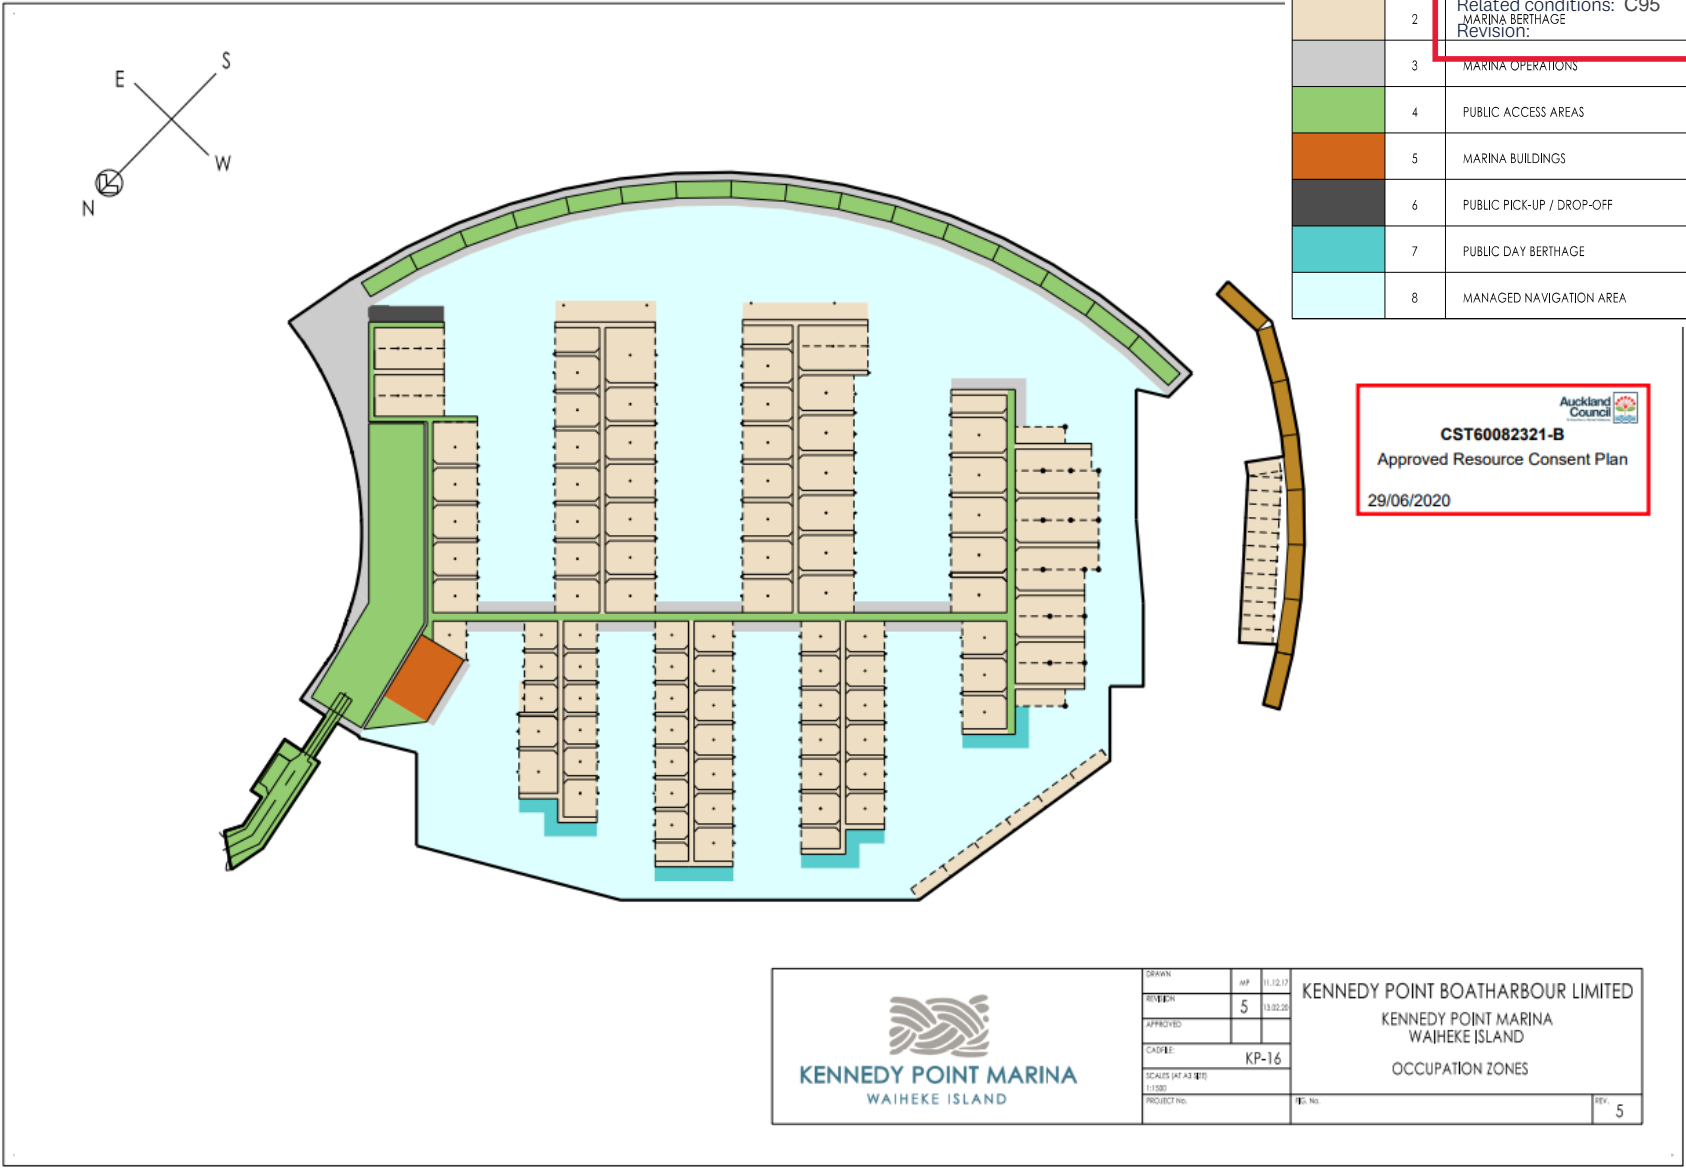 Related conditions: C95
2 MARINA BERTHAGE
Revision:
3 MARINA OPERATIONS
4 PUBLIC ACCESS AREAS
5 MARINA BUILDINGS
6 PUBLIC PICK-UP / DROP-OFF
7 PUBLIC DAY BERTHAGE
8 MANAGED NAVIGATION AREA
E
S
W
N
Auckland
Council
CST60082321-B
Approved Resource Consent Plan
29/06/2020
KENNEDY POINT MARINA
WAIHEKE ISLAND
DRAWN MP 11.12.17
REVISION 5 13.02.20
APPROVED
CADFILE: KP-16
SCALES (AT A3 SIZE)
1:1500
PROJECT No.
KENNEDY POINT BOATHARBOUR LIMITED
KENNEDY POINT MARINA
WAIHEKE ISLAND
OCCUPATION ZONES
FIG. No.
REV. 5